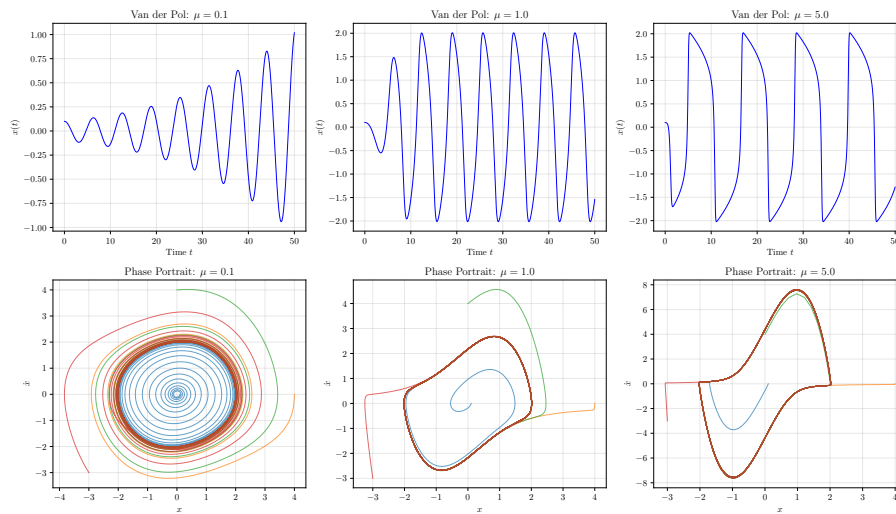 Van der Pol: μ = 0.1
1.00
0.75
0.50
0.25
0.00
−0.25
−0.50
−0.75
−1.00
x(t)
0 10 20 30 40 50
Time t
Van der Pol: μ = 1.0
2.0
1.5
1.0
0.5
0.0
−0.5
−1.0
−1.5
−2.0
x(t)
0 10 20 30 40 50
Time t
Van der Pol: μ = 5.0
2.0
1.5
1.0
0.5
0.0
−0.5
−1.0
−1.5
−2.0
x(t)
0 10 20 30 40 50
Time t
Phase Portrait: μ = 0.1
4
3
2
1
0
−1
−2
−3
ẋ
−4 −3 −2 −1 0 1 2 3 4
x
Phase Portrait: μ = 1.0
4
3
2
1
0
−1
−2
−3
ẋ
−3 −2 −1 0 1 2 3 4
x
Phase Portrait: μ = 5.0
8
6
4
2
0
−2
−4
−6
−8
ẋ
−3 −2 −1 0 1 2 3 4
x